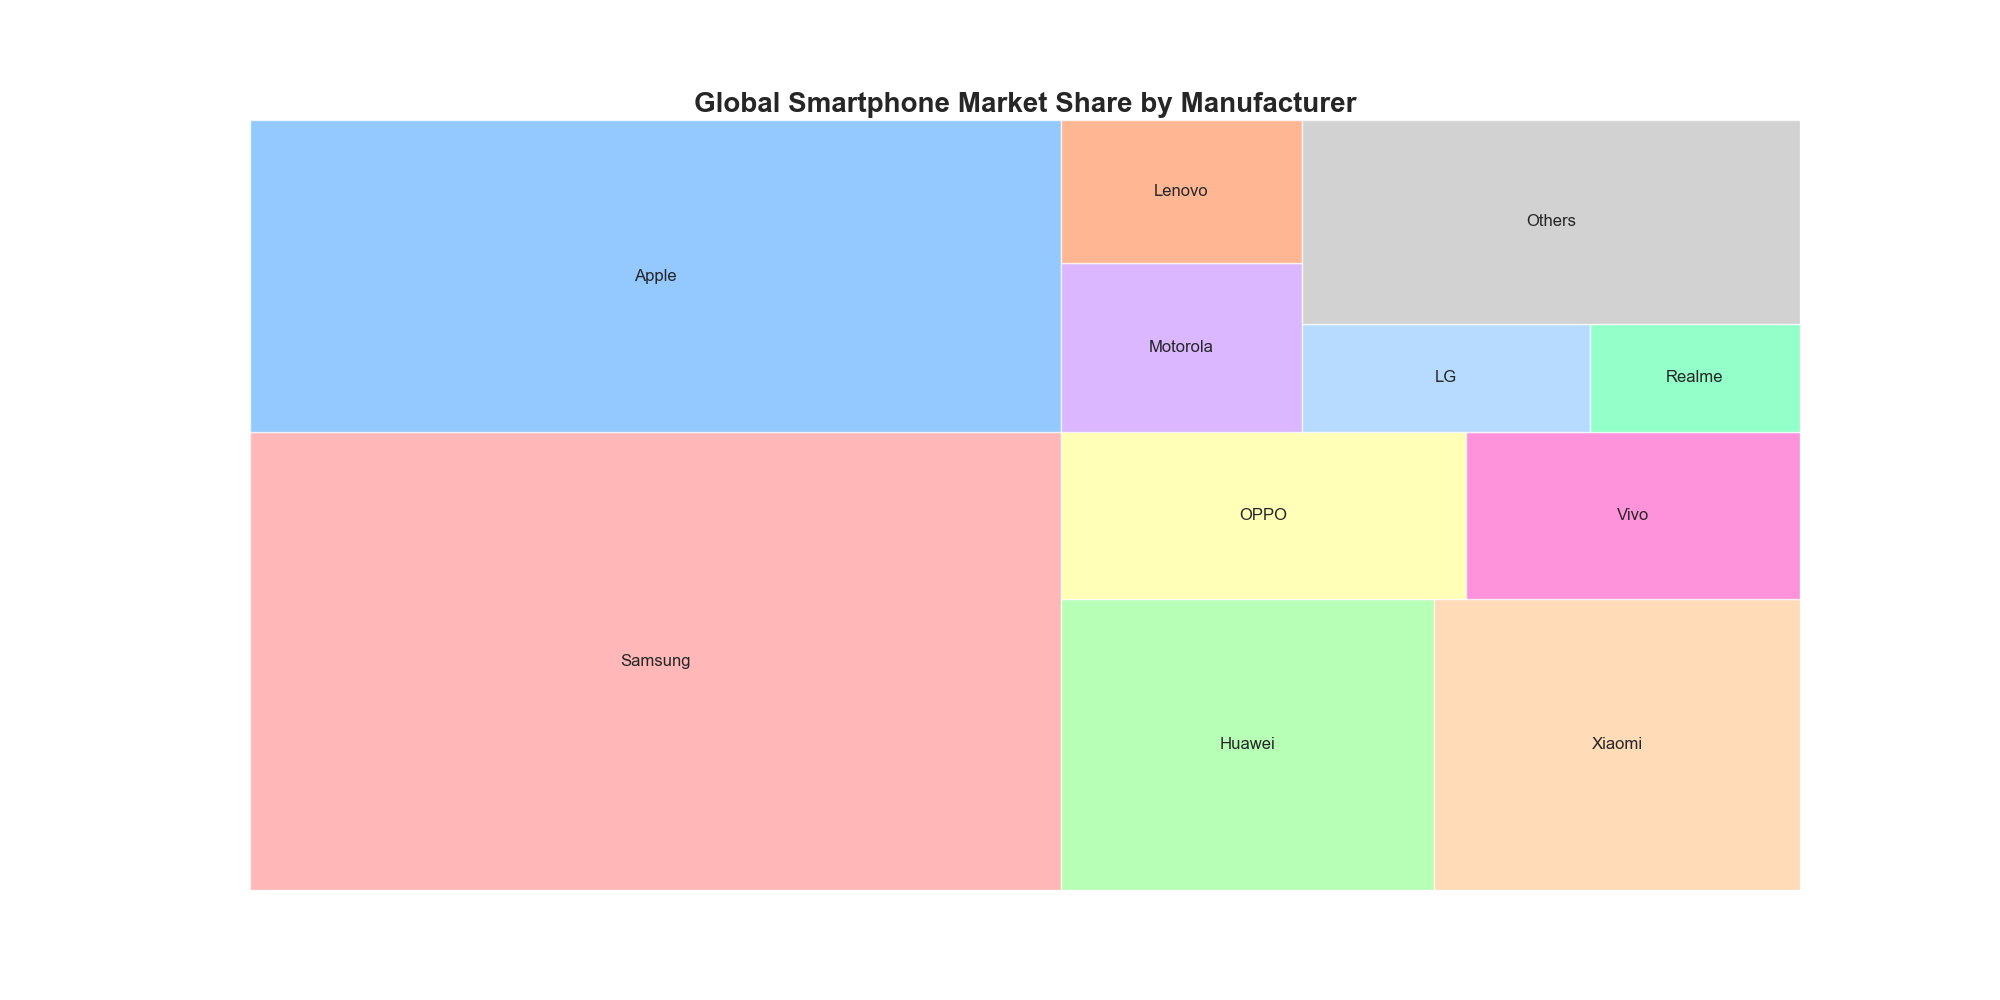 Global Smartphone Market Share by Manufacturer
Lenovo
Others
Apple
Motorola
LG
Realme
OPPO
Vivo
Samsung
Huawei
Xiaomi